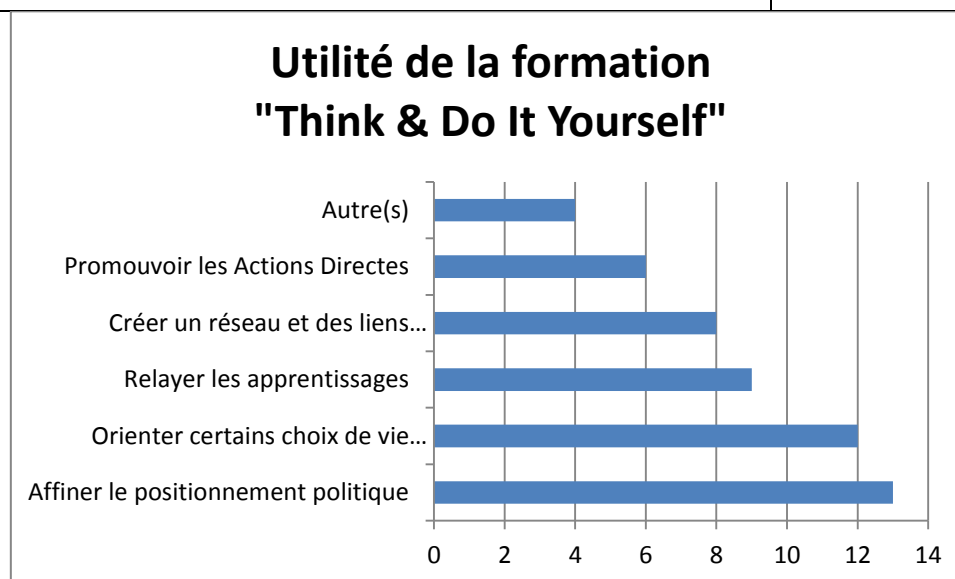 Utilité de la formation
"Think & Do It Yourself"
Autre(s)
Promouvoir les Actions Directes
Créer un réseau et des liens...
Relayer les apprentissages
Orienter certains choix de vie...
Affiner le positionnement politique
0 2 4 6 8 10 12 14